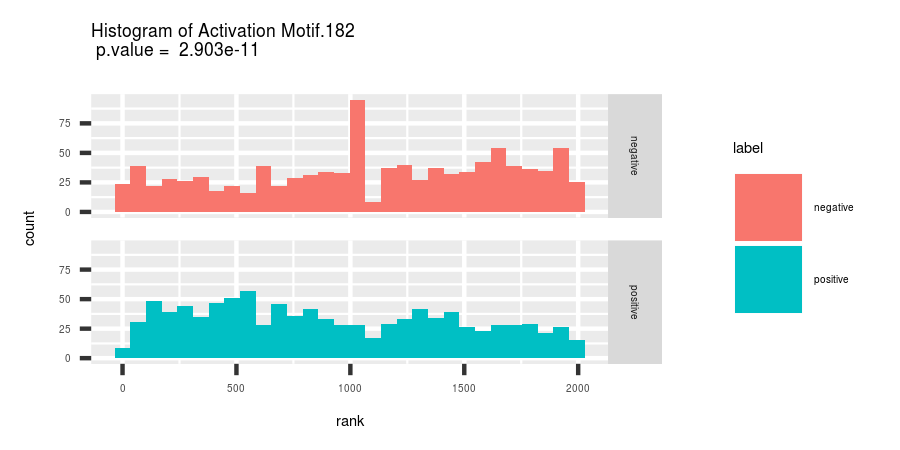 Histogram of Activation Motif.182
p.value = 2.903e-11
count
75
50
25
0
negative
75
50
25
0
positive
0 500 1000 1500 2000
rank
label
negative
positive